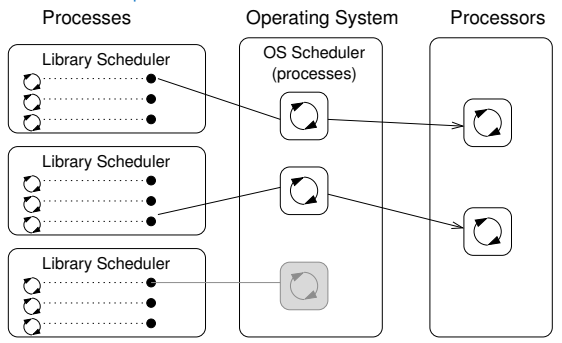 Processes
Operating System
Processors
Library Scheduler
OS Scheduler
(processes)
Library Scheduler
Library Scheduler